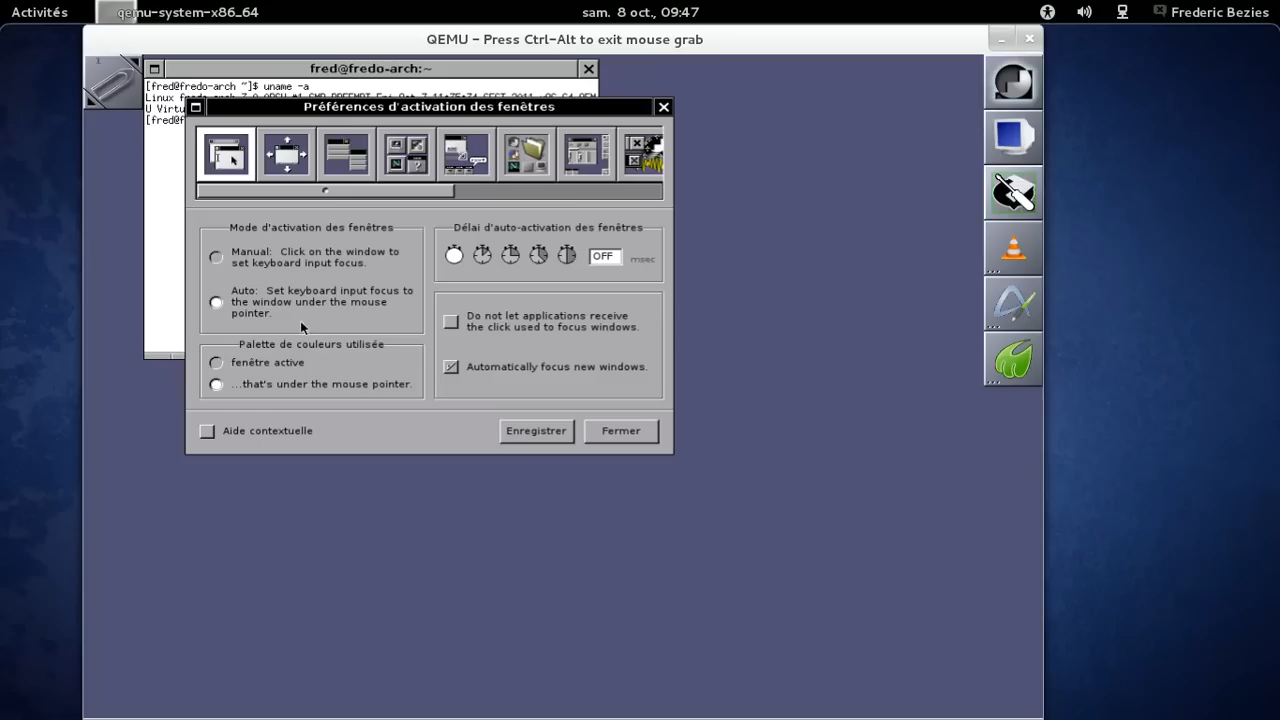 Activités
qemu-system-x86_64
sam. 8 oct., 09:47
Frederic Bezies
QEMU - Press Ctrl-Alt to exit mouse grab
1
fred@fredo-arch:~
[fred@fredo-arch ~]$ uname -a
U Virtu
[fred@f
Préférences d'activation des fenêtres
Mode d'activation des fenêtres
Manual: Click on the window to
set keyboard input focus.
Auto: Set keyboard input focus to
the window under the mouse
pointer.
Palette de couleurs utilisée
fenêtre active
...that's under the mouse pointer.
Délai d'auto-activation des fenêtres
OFF
msec
Do not let applications receive
the click used to focus windows.
Automatically focus new windows.
Aide contextuelle
Enregistrer
Fermer